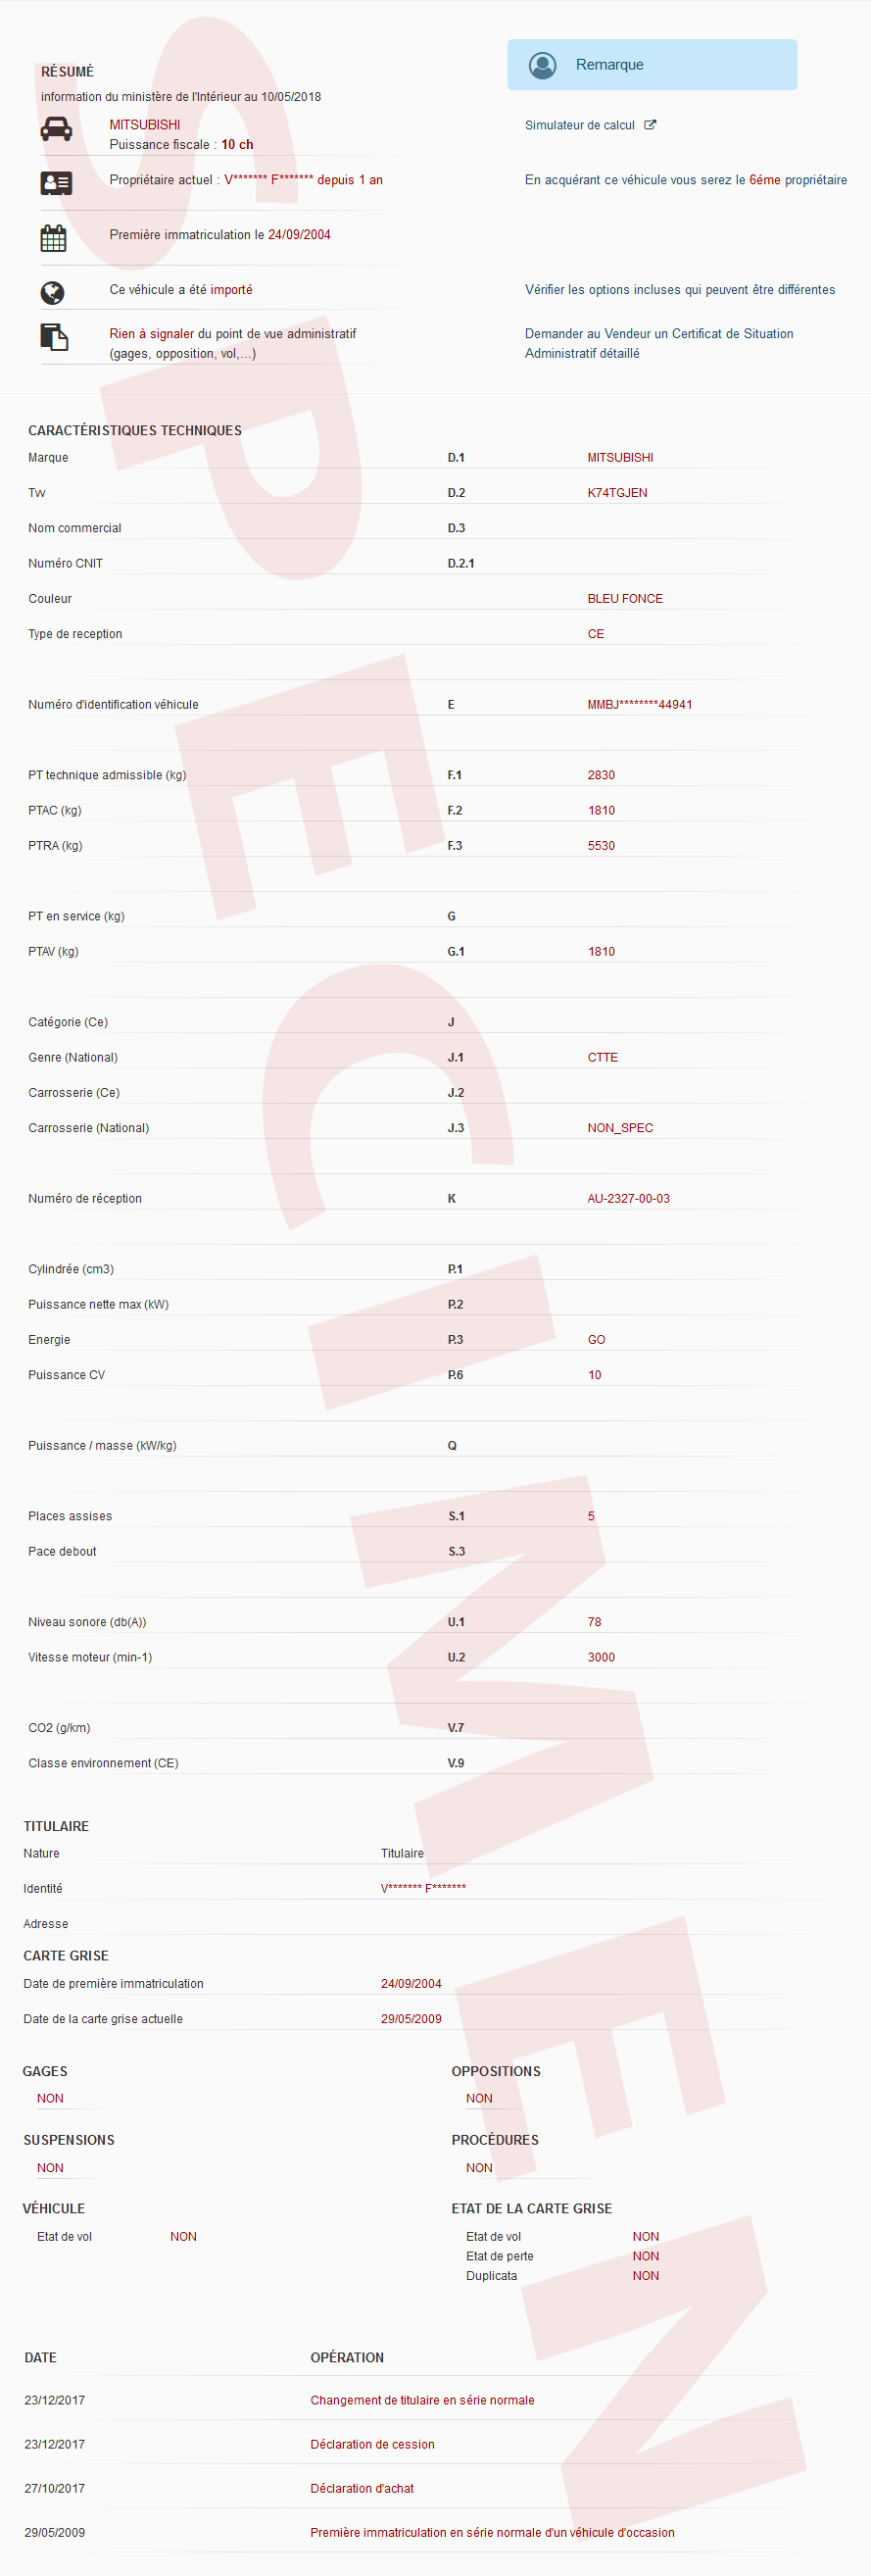 RÉSUMÉ
Remarque
information du ministère de l'Intérieur au 10/05/2018
MITSUBISHI
Puissance fiscale : 10 ch
Simulateur de calcul
Propriétaire actuel : V******* F******* depuis 1 an
En acquérant ce véhicule vous serez le 6éme propriétaire
Première immatriculation le 24/09/2004
Ce véhicule a été importé
Vérifier les options incluses qui peuvent être différentes
Rien à signaler du point de vue administratif
(gages, opposition, vol,...)
Demander au Vendeur un Certificat de Situation
Administratif détaillé
CARACTÉRISTIQUES TECHNIQUES
Marque D.1 MITSUBISHI
Tvv D.2 K74TGJEN
Nom commercial D.3
Numéro CNIT D.2.1
Couleur BLEU FONCE
Type de reception CE
Numéro d'identification véhicule E MMBJ********44941
PT technique admissible (kg) F.1 2830
PTAC (kg) F.2 1810
PTRA (kg) F.3 5530
PT en service (kg) G
PTAV (kg) G.1 1810
Catégorie (Ce) J
Genre (National) J.1 CTTE
Carrosserie (Ce) J.2
Carrosserie (National) J.3 NON_SPEC
Numéro de réception K AU-2327-00-03
Cylindrée (cm3) P.1
Puissance nette max (kW) P.2
Energie P.3 GO
Puissance CV P.6 10
Puissance / masse (kW/kg) Q
Places assises S.1 5
Pace debout S.3
Niveau sonore (db(A)) U.1 78
Vitesse moteur (min-1) U.2 3000
CO2 (g/km) V.7
Classe environnement (CE) V.9
TITULAIRE
Nature Titulaire
Identité V******* F*******
Adresse
CARTE GRISE
Date de première immatriculation 24/09/2004
Date de la carte grise actuelle 29/05/2009
GAGES OPPOSITIONS
NON NON
SUSPENSIONS PROCÉDURES
NON NON
VÉHICULE ETAT DE LA CARTE GRISE
Etat de vol NON Etat de vol NON
Etat de perte NON
Duplicata NON
DATE OPÉRATION
23/12/2017 Changement de titulaire en série normale
23/12/2017 Déclaration de cession
27/10/2017 Déclaration d'achat
29/05/2009 Première immatriculation en série normale d'un véhicule d'occasion
SPECIMEN